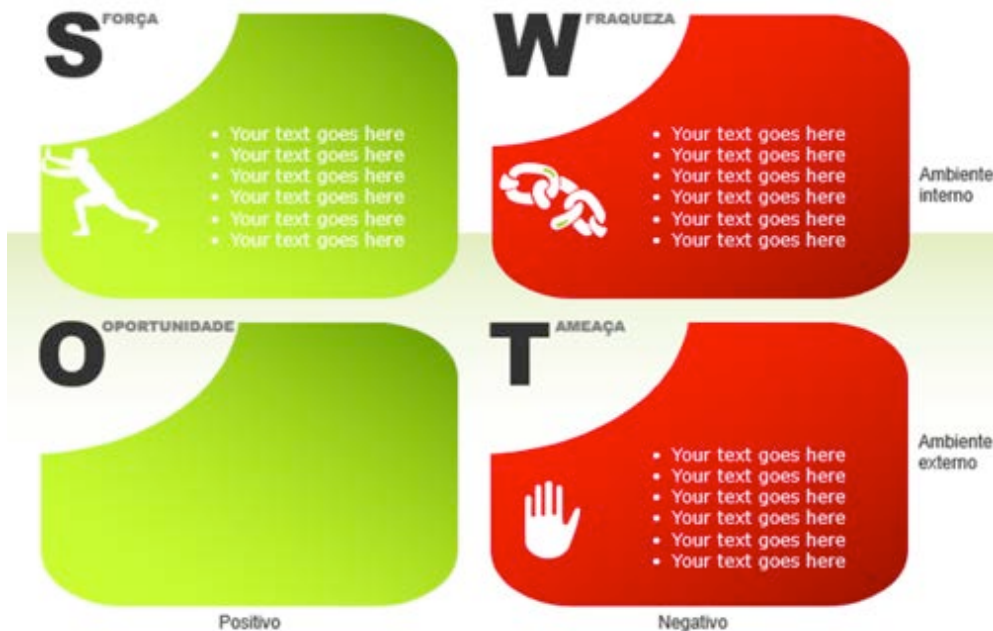 S FORÇA
• Your text goes here
• Your text goes here
• Your text goes here
• Your text goes here
• Your text goes here
• Your text goes here
W FRAQUEZA
• Your text goes here
• Your text goes here
• Your text goes here
• Your text goes here
• Your text goes here
• Your text goes here
Ambiente
interno
O OPORTUNIDADE
T AMEAÇA
• Your text goes here
• Your text goes here
• Your text goes here
• Your text goes here
• Your text goes here
• Your text goes here
Ambiente
externo
Positivo
Negativo